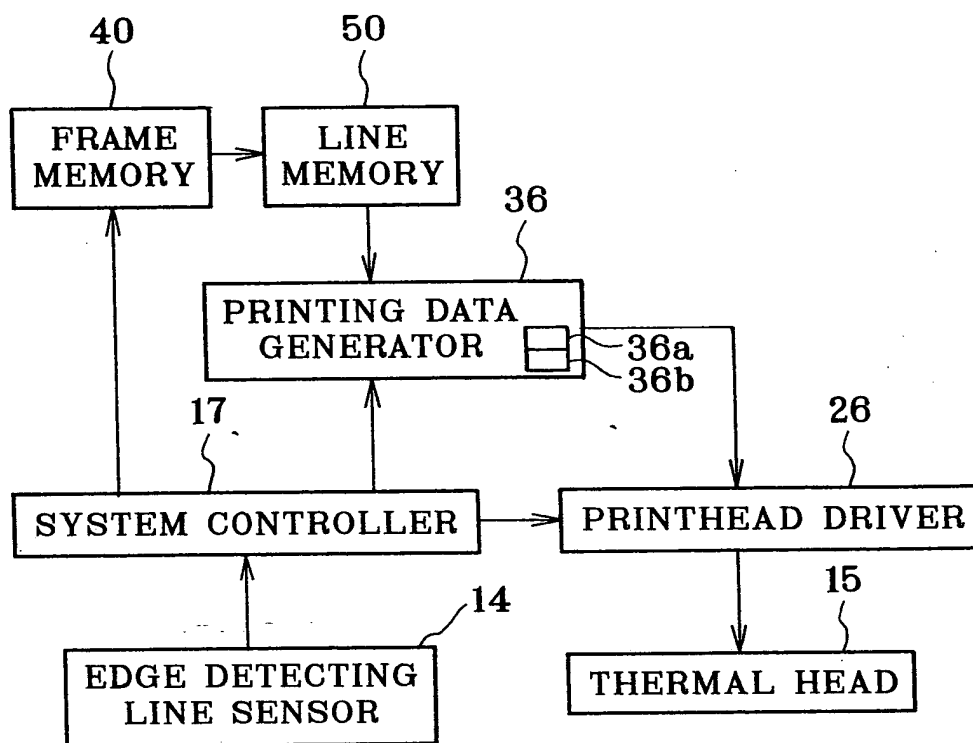 40
50
FRAME
MEMORY
LINE
MEMORY
36
PRINTING DATA
GENERATOR
36a
36b
17
26
SYSTEM CONTROLLER
PRINTHEAD DRIVER
14
15
EDGE DETECTING
LINE SENSOR
THERMAL HEAD